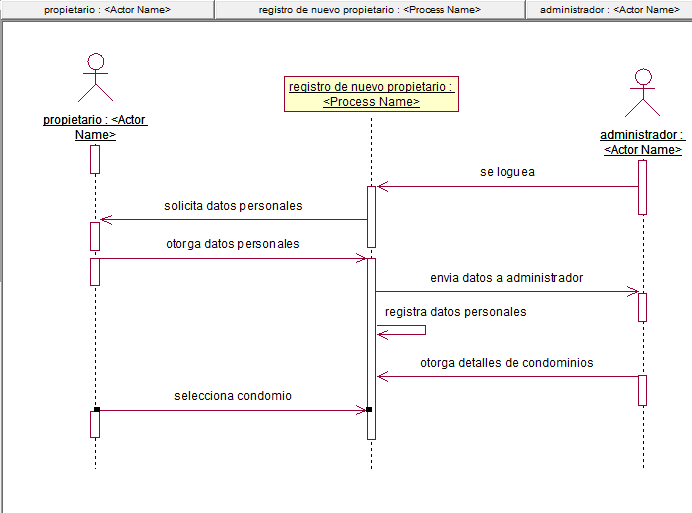 propietario : <Actor Name>
registro de nuevo propietario : <Process Name>
administrador : <Actor Name>
propietario : <Actor
Name>
registro de nuevo propietario :
<Process Name>
administrador :
<Actor Name>
se loguea
solicita datos personales
otorga datos personales
envia datos a administrador
registra datos personales
otorga detalles de condominios
selecciona condomio